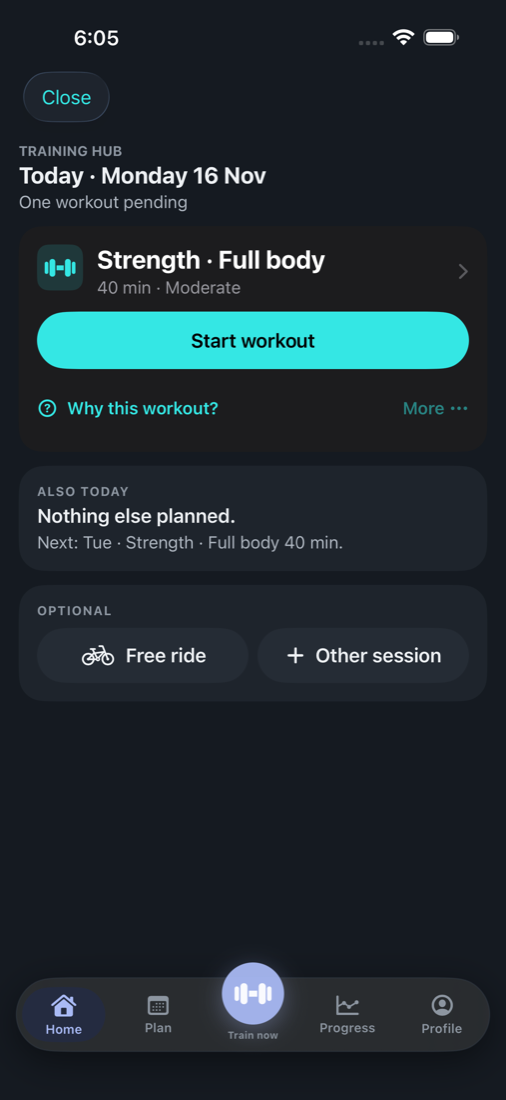 6:05
Close
TRAINING HUB
Today · Monday 16 Nov
One workout pending
Strength · Full body
40 min · Moderate
Start workout
Why this workout?
More ···
ALSO TODAY
Nothing else planned.
Next: Tue · Strength · Full body 40 min.
OPTIONAL
Free ride
+ Other session
Home
Plan
Train now
Progress
Profile